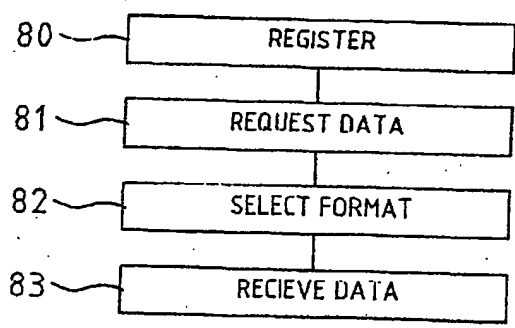 80 REGISTER
81 REQUEST DATA
82 SELECT FORMAT
83 RECIEVE DATA